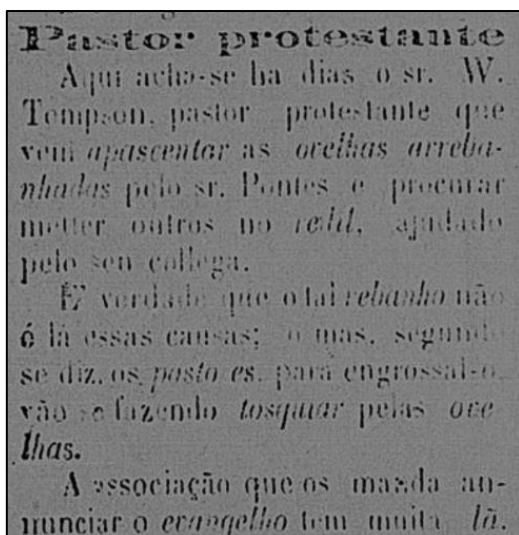 Pastor protestante
Aqui acha-se ha dias o sr. W.
Tompson, pastor protestante que
vem apascentar as ovelhas arreba-
nhadas pelo sr. Pontes e procurar
metter outros no redil, ajudado
pelo seu collega.
E' verdade que o tal rebanho não
é lá essas causas; o mas, segundo
se diz, os pasto es, para engrossal-o,
vão se fazendo tosquiar pelas ove
lhas.
A associação que os manda an-
nunciar o evangelho tem muita lã.